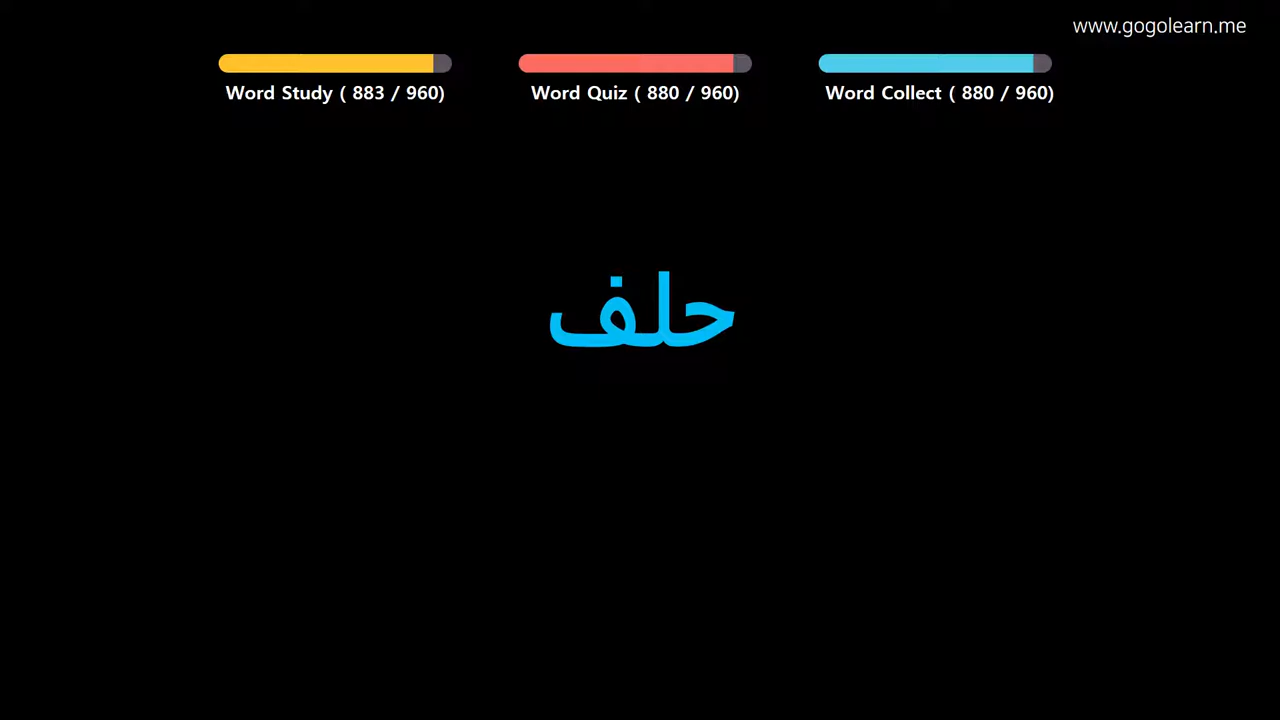 www.gogolearn.me
Word Study ( 883 / 960)
Word Quiz ( 880 / 960)
Word Collect ( 880 / 960)
حلف